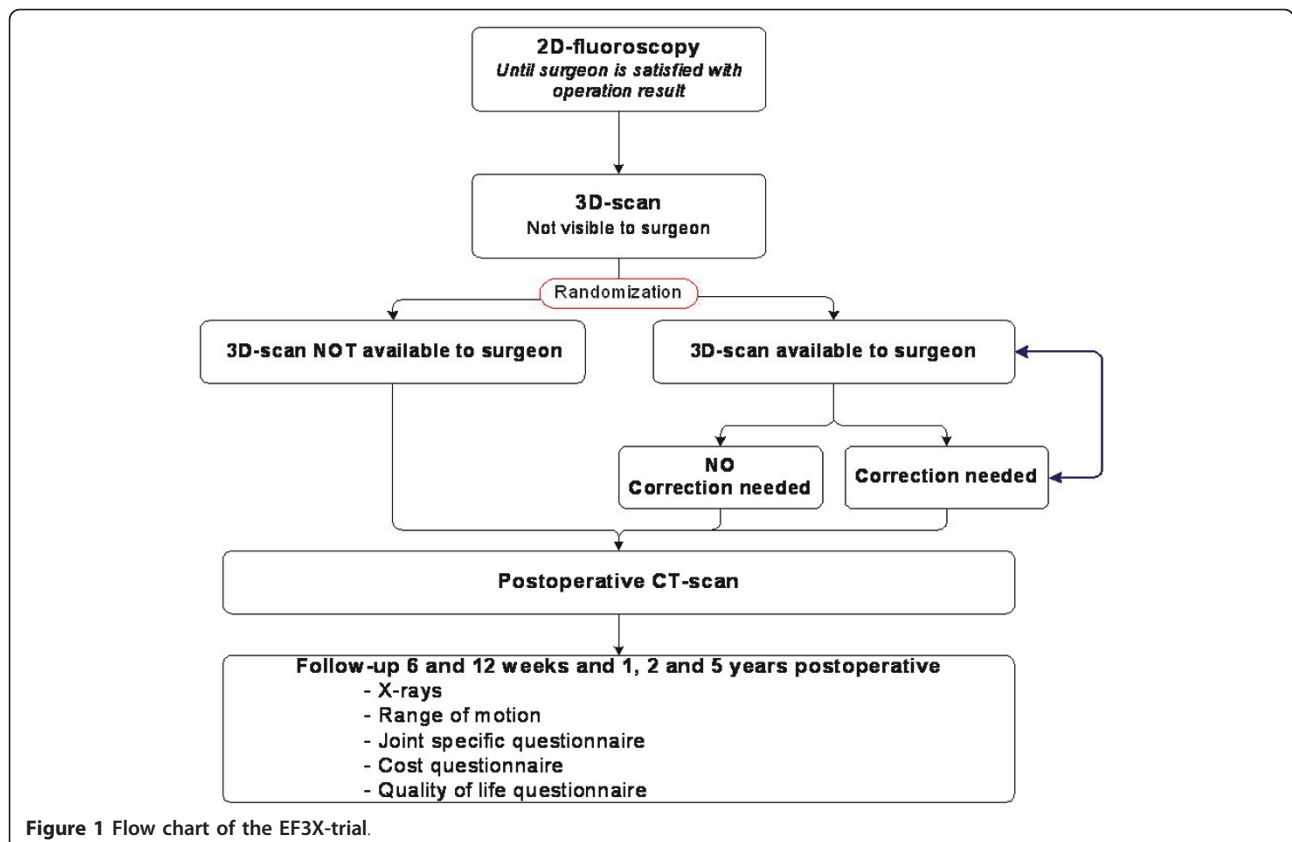 2D-fluoroscopy
Until surgeon is satisfied with
operation result
3D-scan
Not visible to surgeon
Randomization
3D-scan NOT available to surgeon
3D-scan available to surgeon
NO
Correction needed
Correction needed
Postoperative CT-scan
Follow-up 6 and 12 weeks and 1, 2 and 5 years postoperative
- X-rays
- Range of motion
- Joint specific questionnaire
- Cost questionnaire
- Quality of life questionnaire
Figure 1 Flow chart of the EF3X-trial.